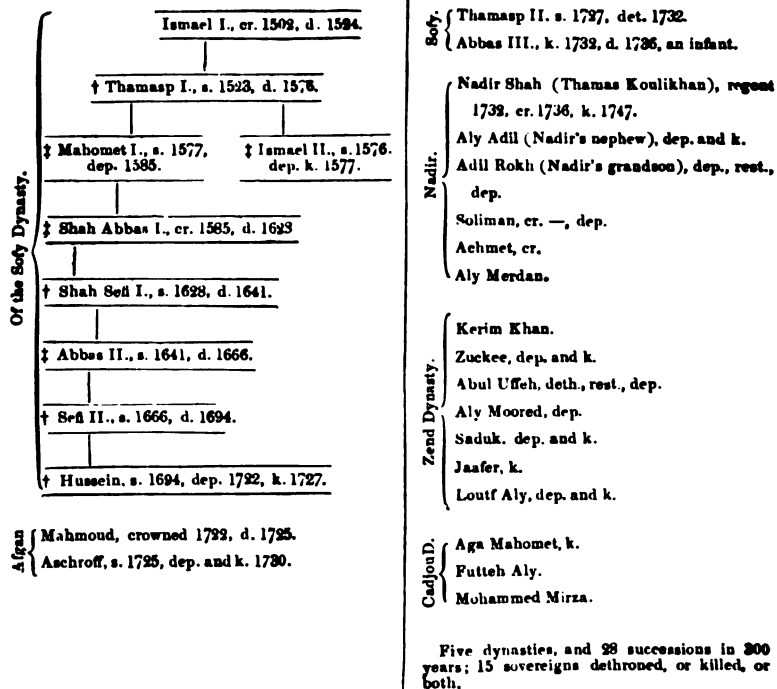 Of the Sofy Dynasty.
Ismael I., cr. 1502, d. 1524.
† Thamasp I., s. 1523, d. 1576.
‡ Mahomet I., s. 1577,
dep. 1585.
‡ Ismael II., s. 1576.
dep. k. 1577.
‡ Shah Abbas I., cr. 1585, d. 1623
† Shah Sefi I., s. 1628, d. 1641.
‡ Abbas II., s. 1641, d. 1666.
† Sefi II., s. 1666, d. 1694.
† Hussein, s. 1694, dep. 1722, k. 1727.
Afgan
Mahmoud, crowned 1722, d. 1725.
Aschroff, s. 1725, dep. and k. 1730.
Sofy.
Thamasp II. s. 1727, det. 1732.
Abbas III., k. 1732, d. 1736, an infant.
Nadir.
Nadir Shah (Thamas Koulikhan), regent
1732, cr. 1736, k. 1747.
Aly Adil (Nadir's nephew), dep. and k.
Adil Rokh (Nadir's grandson), dep., rest.,
dep.
Soliman, cr. —, dep.
Achmet, cr.
Aly Merdan.
Zend Dynasty.
Kerim Khan.
Zuckee, dep. and k.
Abul Uffeh, deth., rest., dep.
Aly Moored, dep.
Saduk. dep. and k.
Jaafer, k.
Loutf Aly, dep. and k.
Cadjou D.
Aga Mahomet, k.
Futteh Aly.
Mohammed Mirza.
Five dynasties, and 28 successions in 300
years; 15 sovereigns dethroned, or killed, or
both.